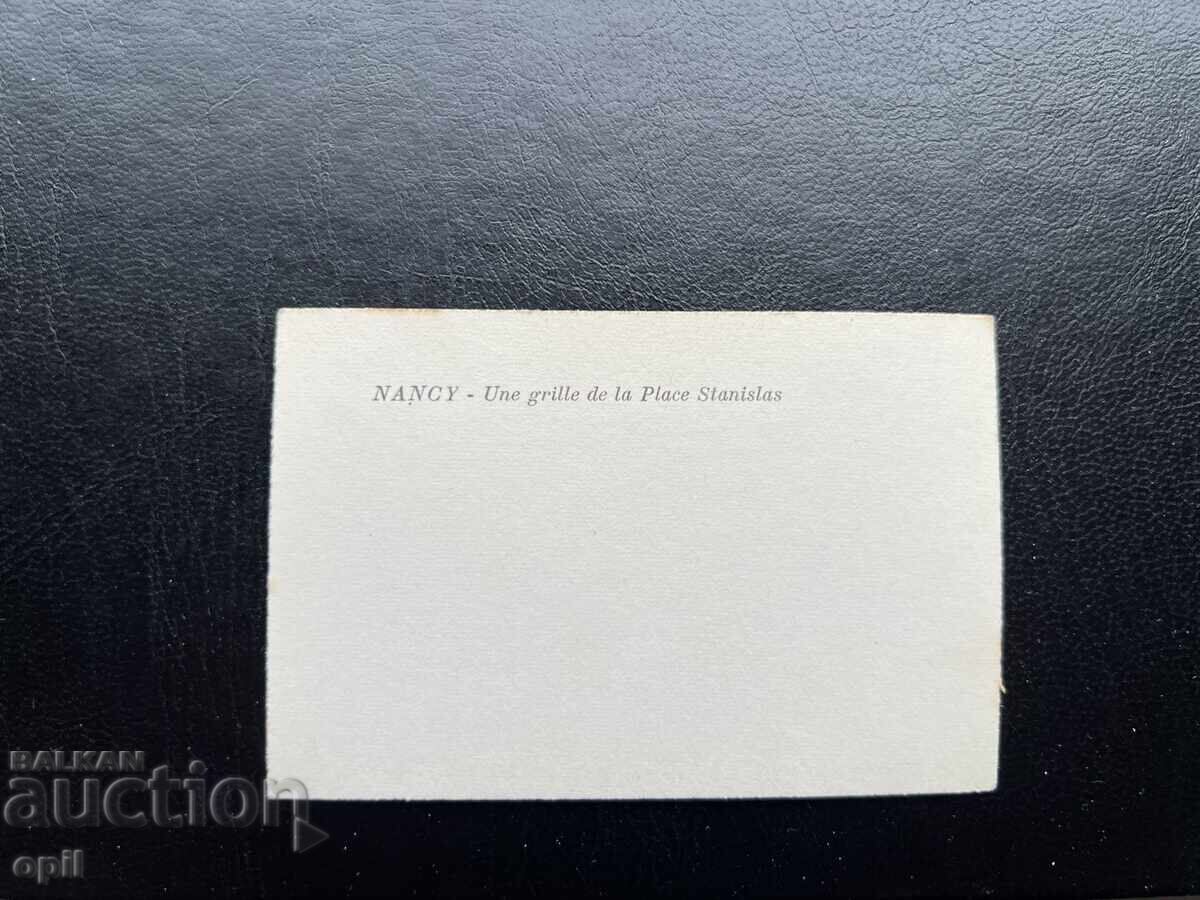 NANCY - Une grille de la Place Stanislas
BALKAN
auction
opil